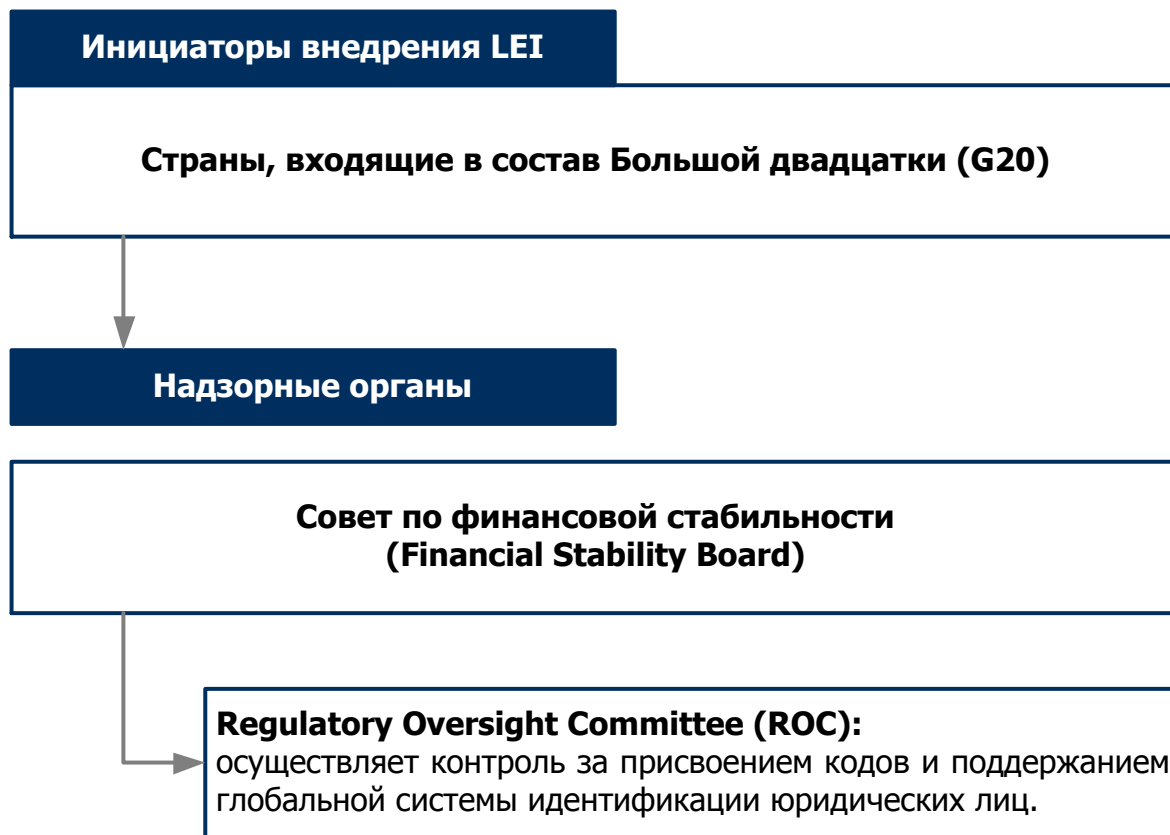 Инициаторы внедрения LEI
Страны, входящие в состав Большой двадцатки (G20)
Надзорные органы
Совет по финансовой стабильности
(Financial Stability Board)
Regulatory Oversight Committee (ROC):
осуществляет контроль за присвоением кодов и поддержанием
глобальной системы идентификации юридических лиц.